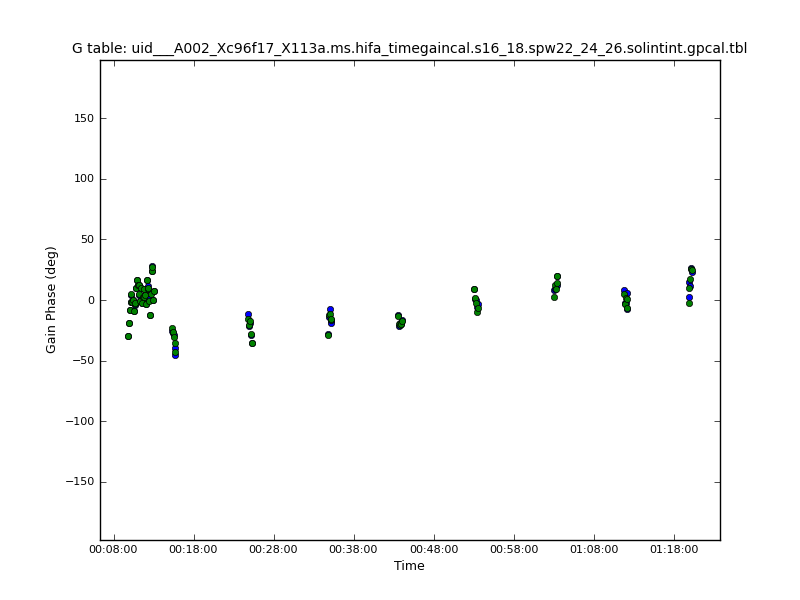 G table: uid___A002_Xc96f17_X113a.ms.hifa_timegaincal.s16_18.spw22_24_26.solintint.gpcal.tbl
150
100
50
0
−50
−100
−150
Gain Phase (deg)
00:08:00 00:18:00 00:28:00 00:38:00 00:48:00 00:58:00 01:08:00 01:18:00
Time